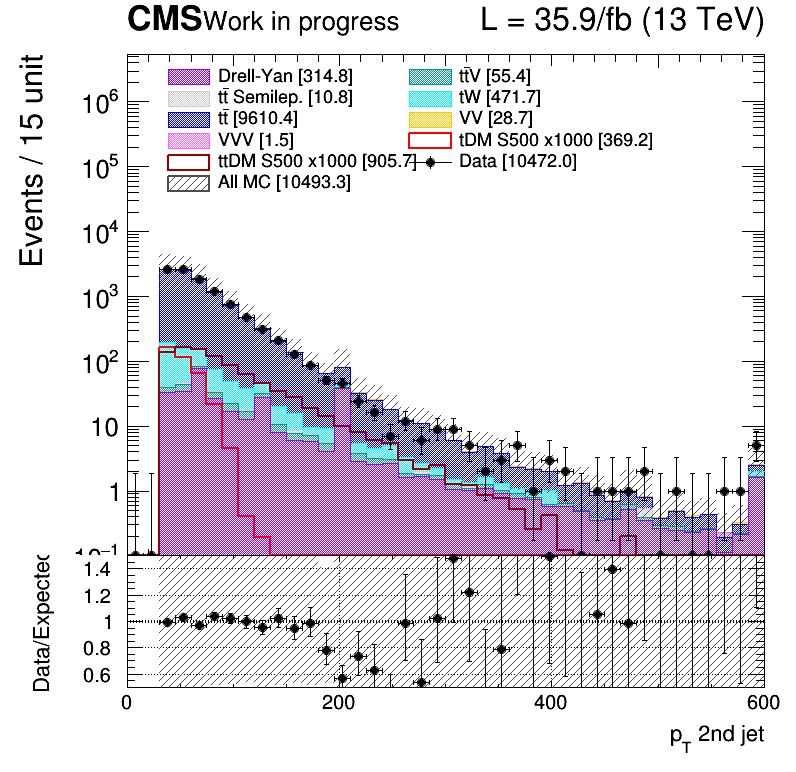 CMS Work in progress L = 35.9/fb (13 TeV)
Events / 15 unit
Drell-Yan [314.8] tt̄V [55.4]
tt̄ Semilep. [10.8] tW [471.7]
tt̄ [9610.4] VV [28.7]
VVV [1.5] tDM S500 x1000 [369.2]
ttDM S500 x1000 [905.7] Data [10472.0]
All MC [10493.3]
10⁶
10⁵
10⁴
10³
10²
10
1
10⁻¹
Data/Expected
1.4
1.2
1
0.8
0.6
0 200 400 600
p_T 2nd jet